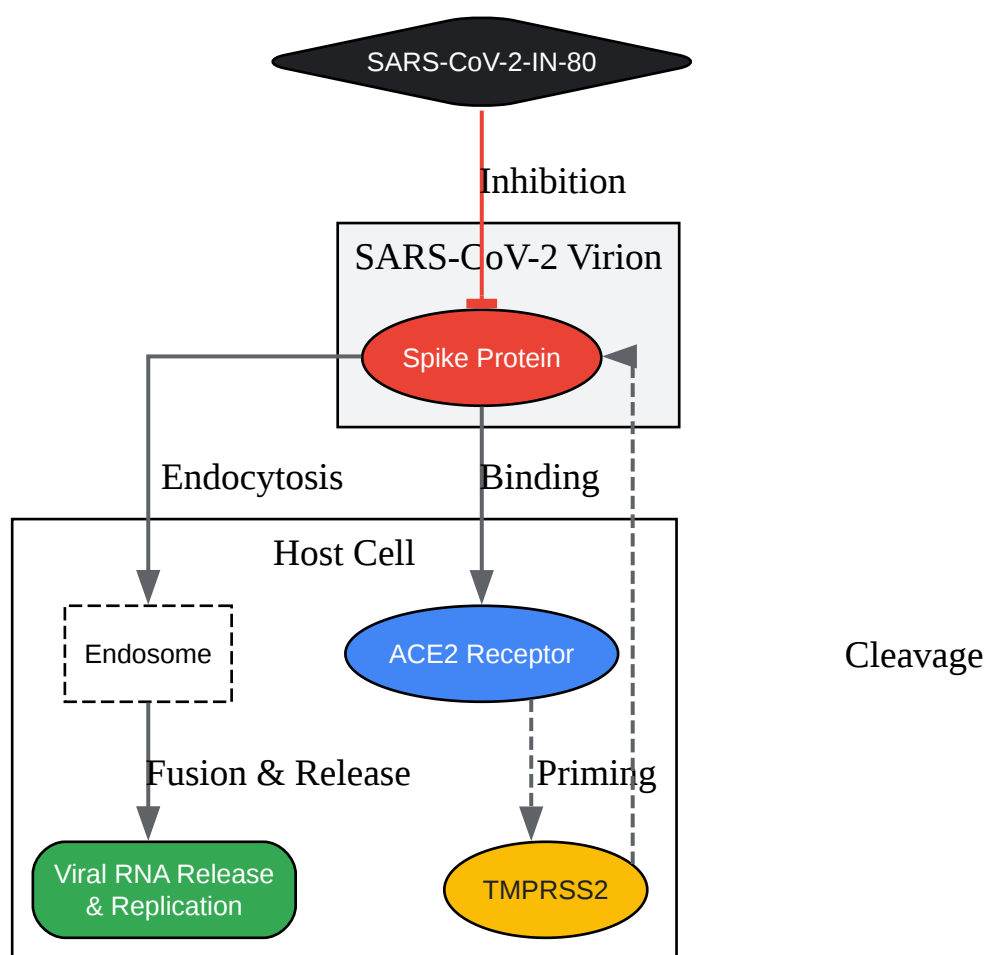 SARS-CoV-2-IN-80
Inhibition
SARS-CoV-2 Virion
Spike Protein
Endocytosis
Binding
Host Cell
Endosome
ACE2 Receptor
Cleavage
Fusion & Release
Priming
Viral RNA Release
& Replication
TMPRSS2